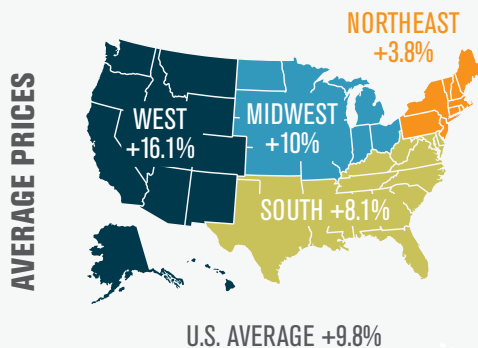 NORTHEAST
+3.8%
AVERAGE PRICES
WEST
+16.1%
MIDWEST
+10%
SOUTH +8.1%
U.S. AVERAGE +9.8%